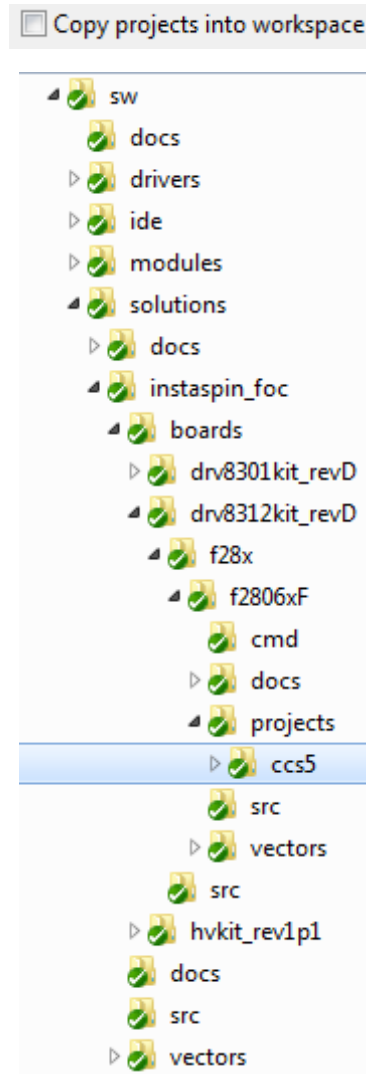 Copy projects into workspace
sw
docs
drivers
ide
modules
solutions
docs
instaspin_foc
boards
drv8301kit_revD
drv8312kit_revD
f28x
f2806xF
cmd
docs
projects
ccs5
src
vectors
src
hvkit_rev1p1
docs
src
vectors